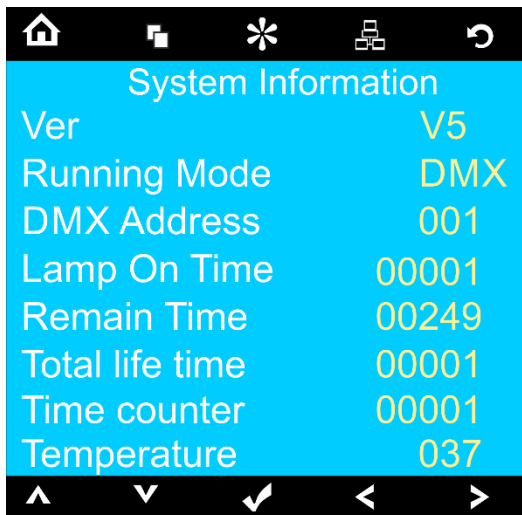 System Information
Ver V5
Running Mode DMX
DMX Address 001
Lamp On Time 00001
Remain Time 00249
Total life time 00001
Time counter 00001
Temperature 037